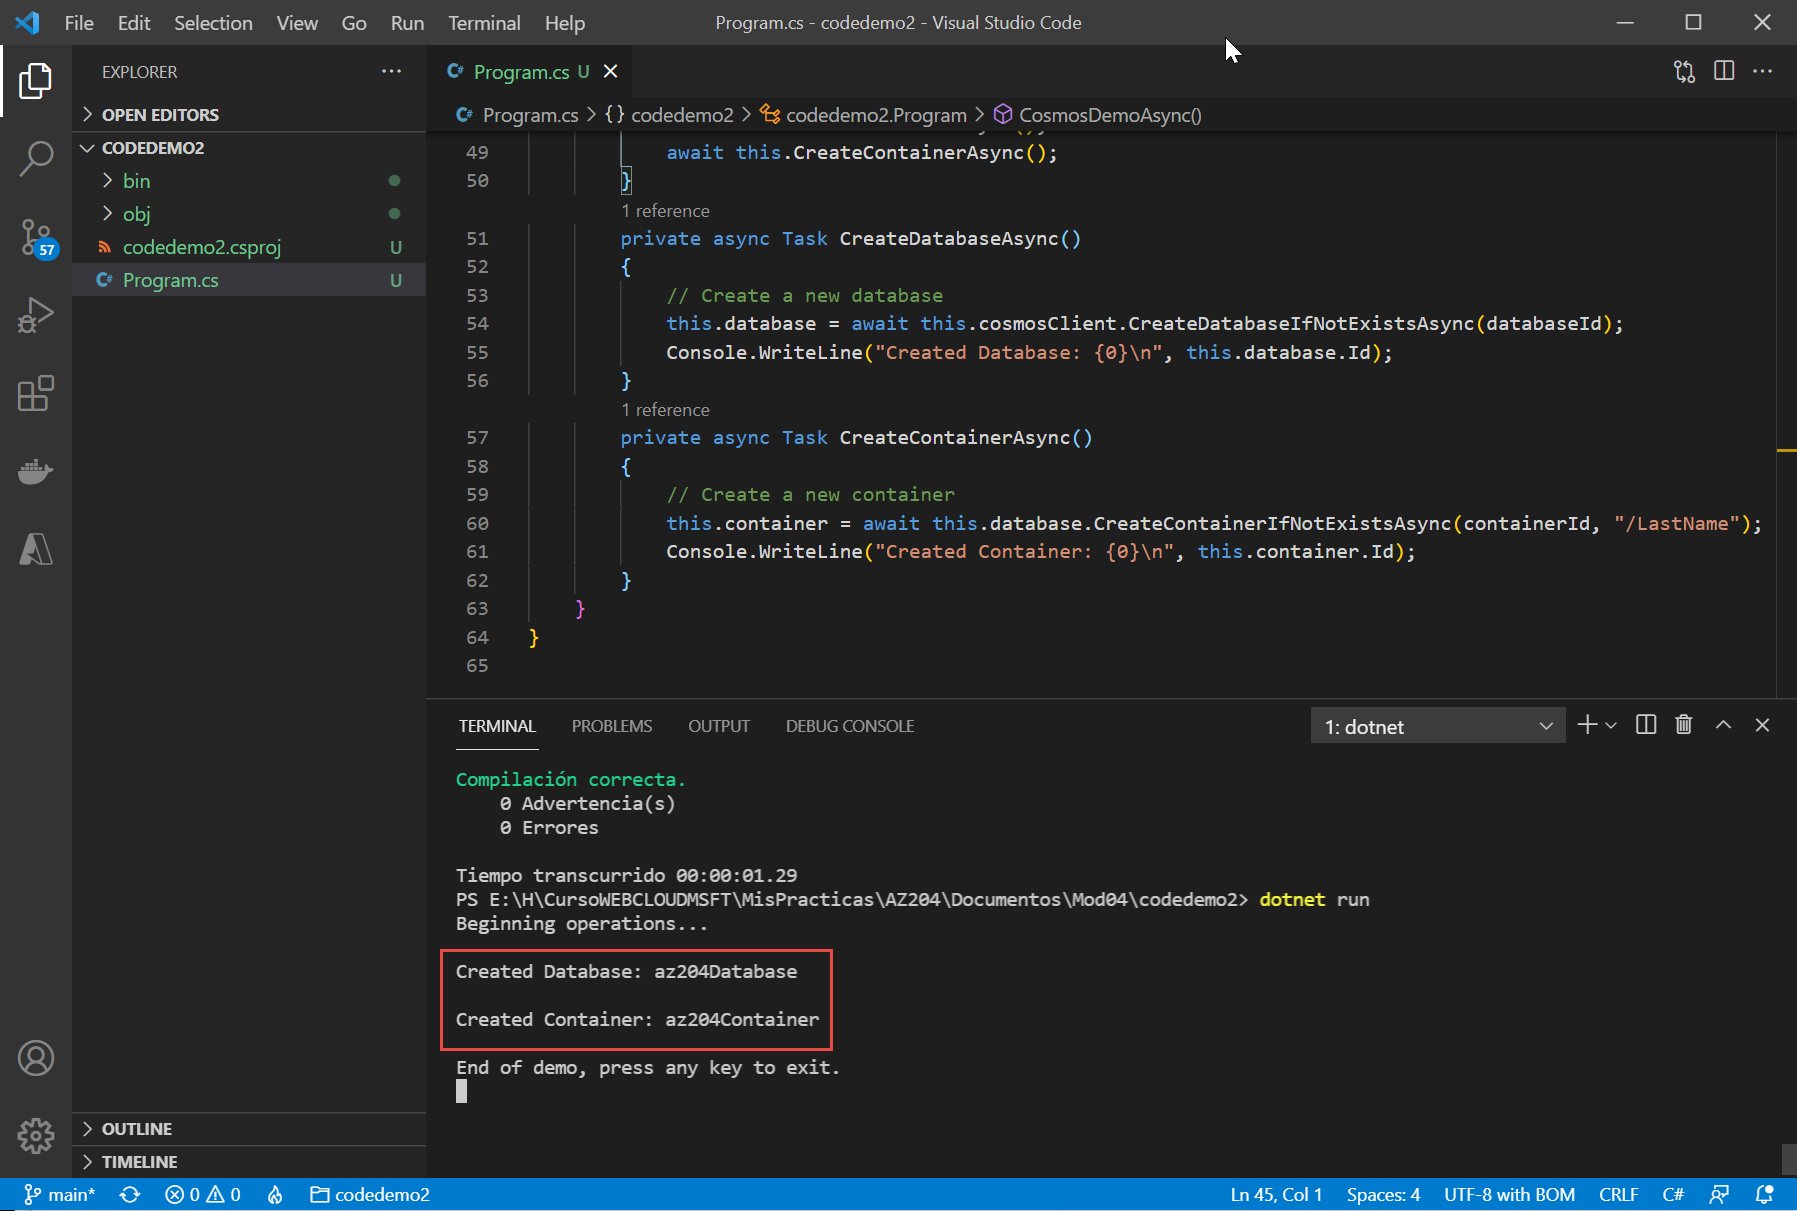 File Edit Selection View Go Run Terminal Help
Program.cs - codedemo2 - Visual Studio Code
EXPLORER
OPEN EDITORS
CODEDEMO2
bin
obj
codedemo2.csproj U
Program.cs U
57
OUTLINE
TIMELINE
C# Program.cs U
C# Program.cs > {} codedemo2 > codedemo2.Program > CosmosDemoAsync()
49 await this.CreateContainerAsync();
50 }
1 reference
51 private async Task CreateDatabaseAsync()
52 {
53 // Create a new database
54 this.database = await this.cosmosClient.CreateDatabaseIfNotExistsAsync(databaseId);
55 Console.WriteLine("Created Database: {0}\n", this.database.Id);
56 }
1 reference
57 private async Task CreateContainerAsync()
58 {
59 // Create a new container
60 this.container = await this.database.CreateContainerIfNotExistsAsync(containerId, "/LastName");
61 Console.WriteLine("Created Container: {0}\n", this.container.Id);
62 }
63 }
64 }
65
TERMINAL PROBLEMS OUTPUT DEBUG CONSOLE
1: dotnet
Compilación correcta.
0 Advertencia(s)
0 Errores
Tiempo transcurrido 00:00:01.29
PS E:\H\CursoWEBCLOUDMSFT\MisPracticas\AZ204\Documentos\Mod04\codedemo2> dotnet run
Beginning operations...
Created Database: az204Database
Created Container: az204Container
End of demo, press any key to exit.
main* 0 0 codedemo2
Ln 45, Col 1 Spaces: 4 UTF-8 with BOM CRLF C#